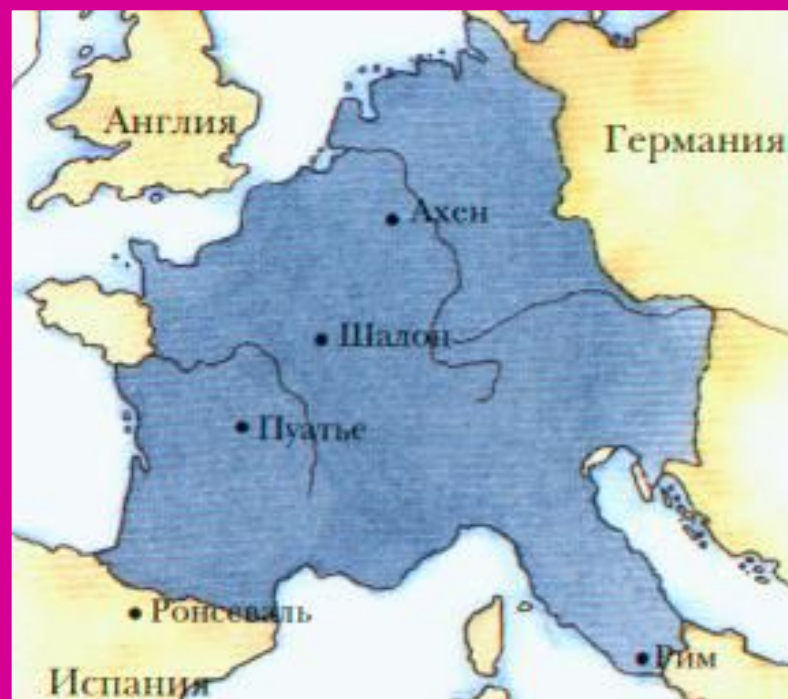 Англия
Германия
Ахен
Шалон
Пуатье
Ронсеваль
Рим
Испания